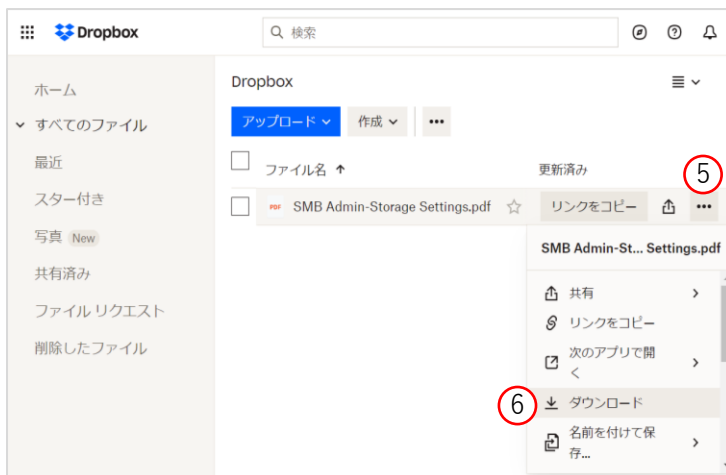 Dropbox
検索
ホーム
すべてのファイル
最近
スター付き
写真 New
共有済み
ファイル リクエスト
削除したファイル
Dropbox
アップロード
作成
•••
ファイル名 ↑
更新済み
⑤
PDF SMB Admin-Storage Settings.pdf
リンクをコピー
•••
SMB Admin-St... Settings.pdf
共有
リンクをコピー
次のアプリで開
く
⑥
ダウンロード
名前を付けて保
存...